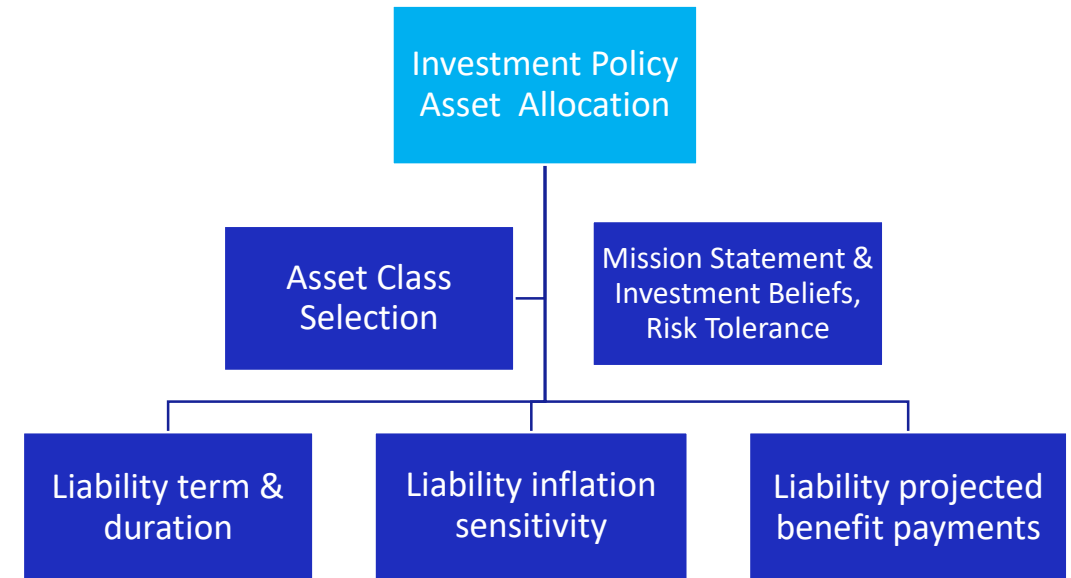 Investment Policy
Asset Allocation
Asset Class
Selection
Mission Statement &
Investment Beliefs,
Risk Tolerance
Liability term &
duration
Liability inflation
sensitivity
Liability projected
benefit payments